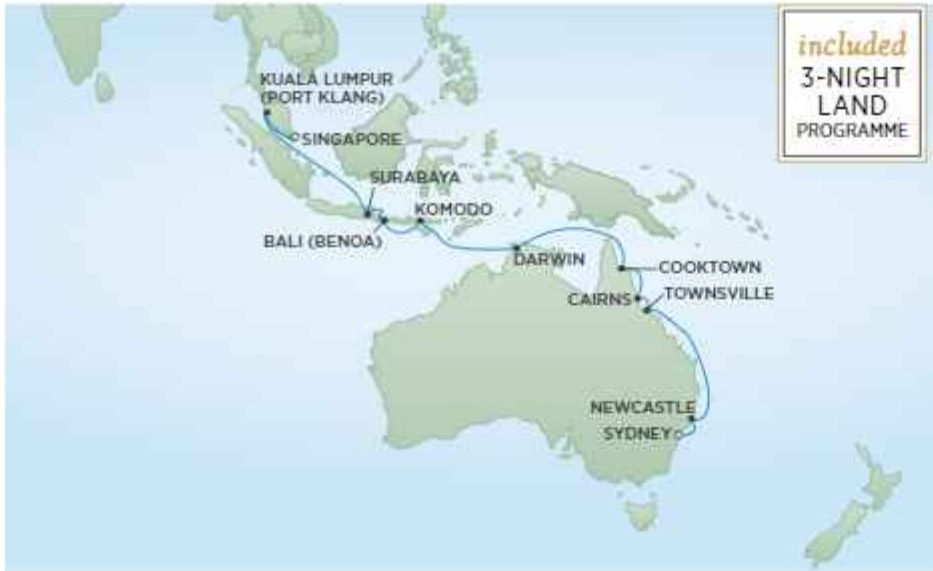 included
3-NIGHT
LAND
PROGRAMME
KUALA LUMPUR
(PORT KLANG)
SINGAPORE
SURABAYA
KOMODO
BALI (BENOA)
DARWIN
COOKTOWN
CAIRNS
TOWNSVILLE
NEWCASTLE
SYDNEY